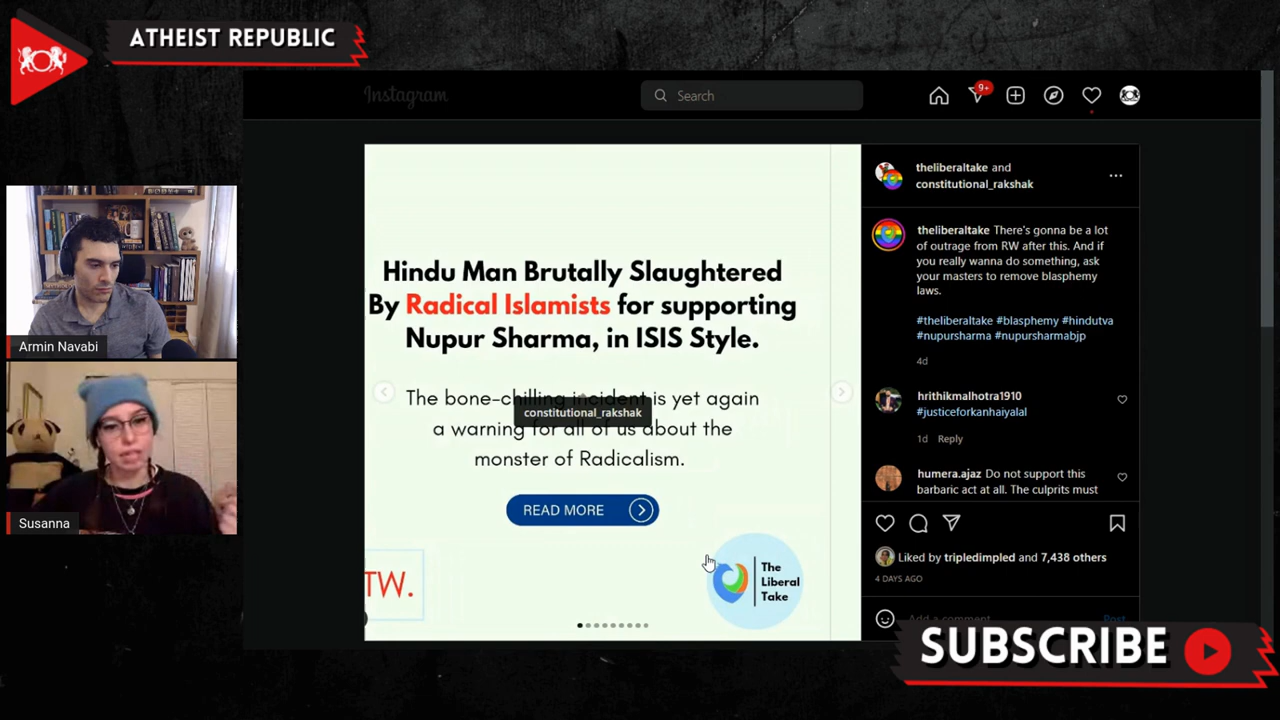 ATHEIST REPUBLIC
Instagram
Search
9+
Armin Navabi
Susanna
Hindu Man Brutally Slaughtered
By Radical Islamists for supporting
Nupur Sharma, in ISIS Style.
The bone-chilling incident is yet again
constitutional_rakshak
a warning for all of us about the
monster of Radicalism.
READ MORE
TW.
The
Liberal
Take
theliberaltake and
constitutional_rakshak
theliberaltake There's gonna be a lot
of outrage from RW after this. And if
you really wanna do something, ask
your masters to remove blasphemy
laws.
#theliberaltake #blasphemy #hindutva
#nupursharma #nupursharmabjp
4d
hrithikmalhotra1910
#justiceforkanhaiyalal
1d Reply
humera.ajaz Do not support this
barbaric act at all. The culprits must
Liked by tripledimpled and 7,438 others
4 DAYS AGO
Add a comment...
Post
SUBSCRIBE